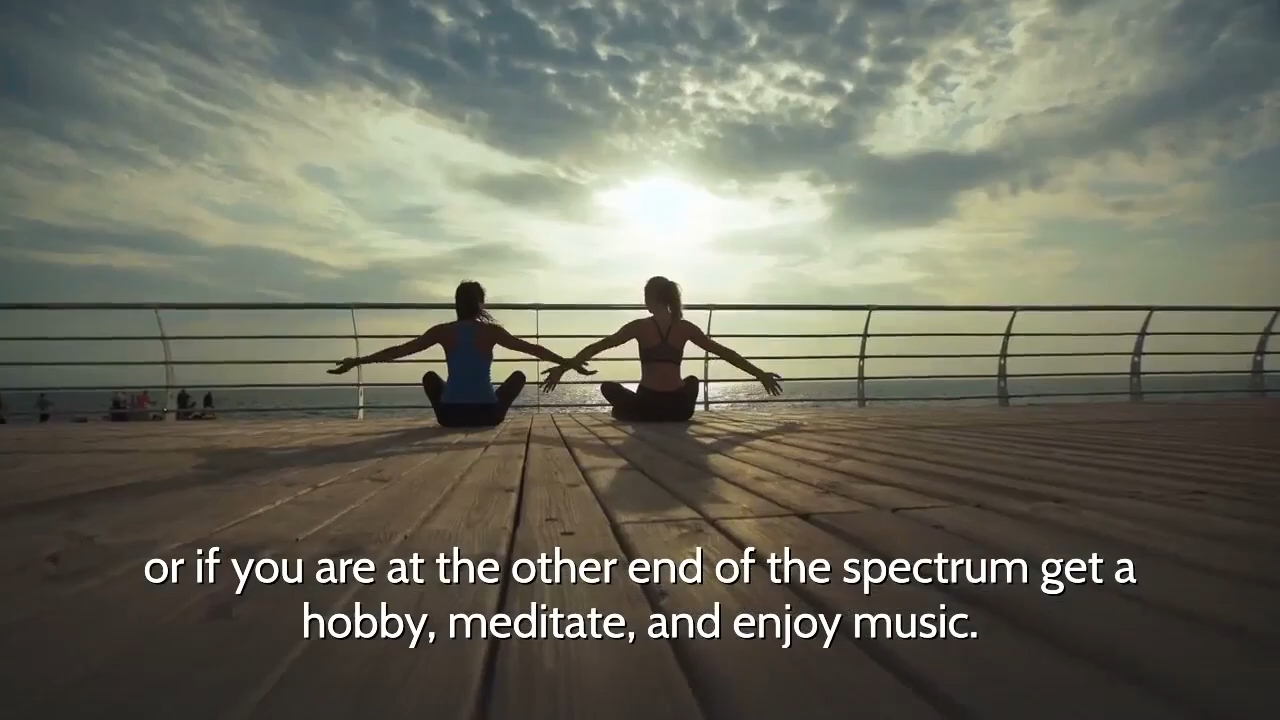 or if you are at the other end of the spectrum get a
hobby, meditate, and enjoy music.